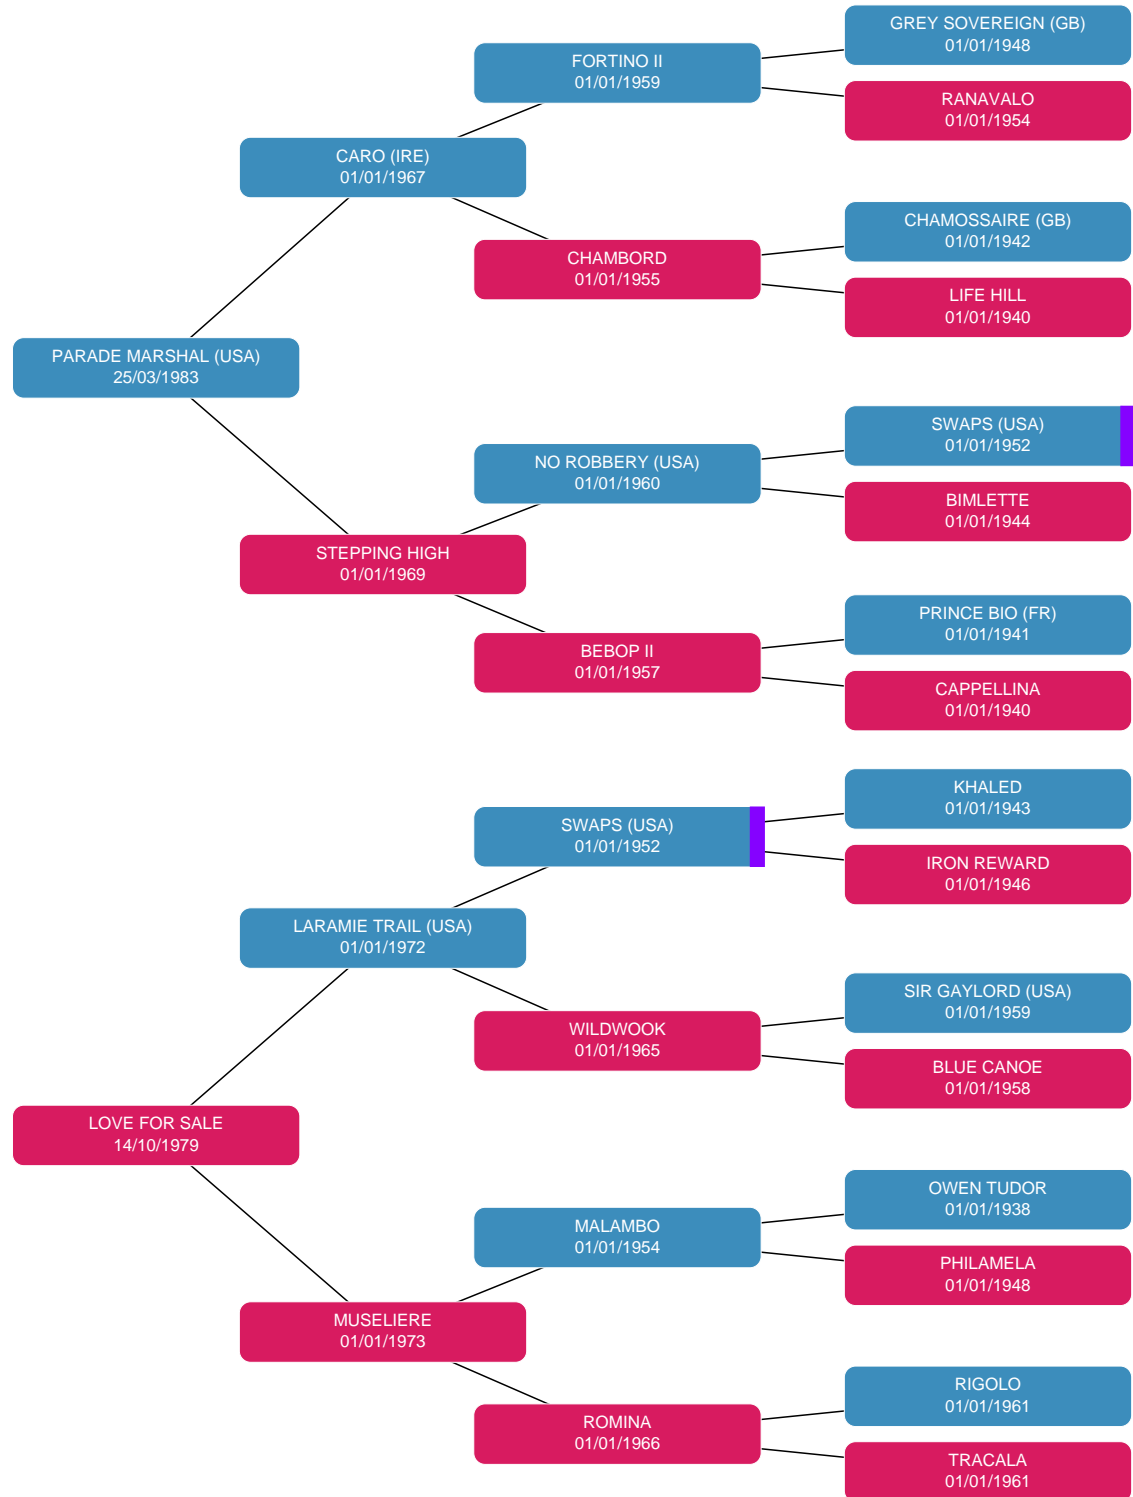 GREY SOVEREIGN (GB)
01/01/1948
FORTINO II
01/01/1959
RANAVALO
01/01/1954
CARO (IRE)
01/01/1967
CHAMOSSAIRE (GB)
01/01/1942
CHAMBORD
01/01/1955
LIFE HILL
01/01/1940
PARADE MARSHAL (USA)
25/03/1983
SWAPS (USA)
01/01/1952
NO ROBBERY (USA)
01/01/1960
BIMLETTE
01/01/1944
STEPPING HIGH
01/01/1969
PRINCE BIO (FR)
01/01/1941
BEBOP II
01/01/1957
CAPPELLINA
01/01/1940
KHALED
01/01/1943
SWAPS (USA)
01/01/1952
IRON REWARD
01/01/1946
LARAMIE TRAIL (USA)
01/01/1972
SIR GAYLORD (USA)
01/01/1959
WILDWOOK
01/01/1965
BLUE CANOE
01/01/1958
LOVE FOR SALE
14/10/1979
OWEN TUDOR
01/01/1938
MALAMBO
01/01/1954
PHILAMELA
01/01/1948
MUSELIERE
01/01/1973
RIGOLO
01/01/1961
ROMINA
01/01/1966
TRACALA
01/01/1961